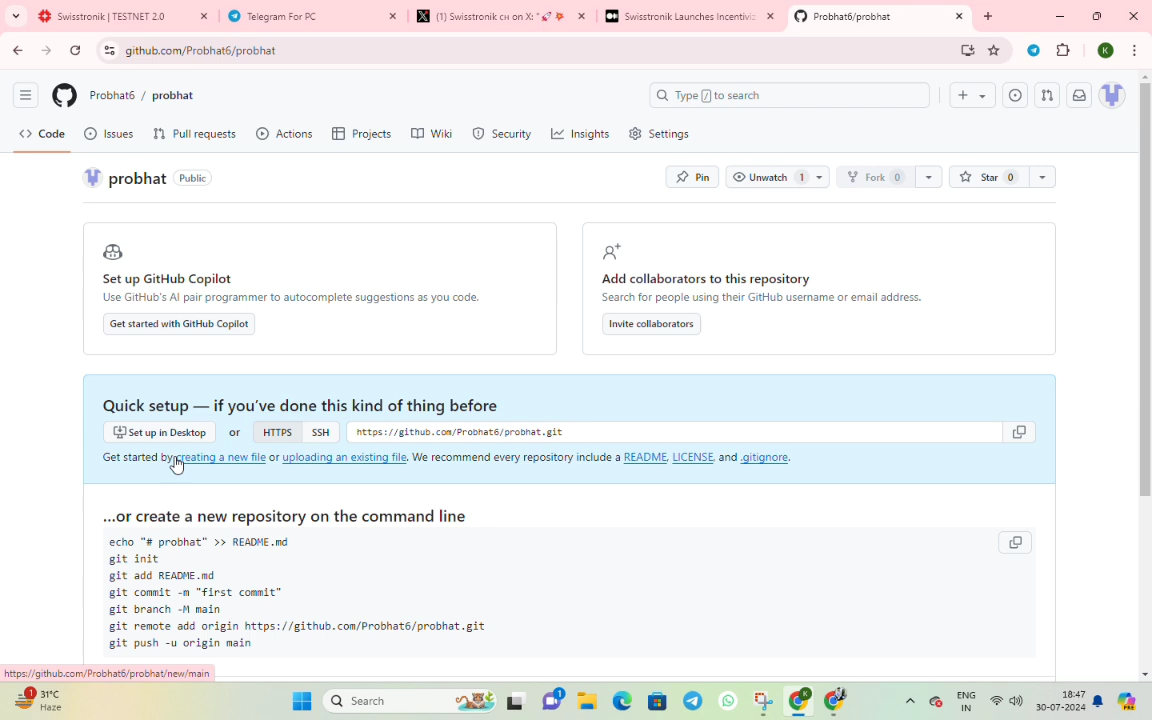 Swisstronik | TESTNET 2.0
Telegram For PC
(1) Swisstronik CH on X: "🚀
Swisstronik Launches Incentiviz
Probhat6/probhat
github.com/Probhat6/probhat
K
Probhat6 / probhat
Type / to search
Code
Issues
Pull requests
Actions
Projects
Wiki
Security
Insights
Settings
probhat Public
Pin
Unwatch 1
Fork 0
Star 0
Set up GitHub Copilot
Use GitHub's AI pair programmer to autocomplete suggestions as you code.
Get started with GitHub Copilot
Add collaborators to this repository
Search for people using their GitHub username or email address.
Invite collaborators
Quick setup — if you've done this kind of thing before
Set up in Desktop or HTTPS SSH https://github.com/Probhat6/probhat.git
Get started by creating a new file or uploading an existing file. We recommend every repository include a README, LICENSE, and .gitignore.
…or create a new repository on the command line
echo "# probhat" >> README.md
git init
git add README.md
git commit -m "first commit"
git branch -M main
git remote add origin https://github.com/Probhat6/probhat.git
git push -u origin main
https://github.com/Probhat6/probhat/new/main
1
31°C
Haze
Search
1
K
ENG
IN
18:47
30-07-2024
PRE